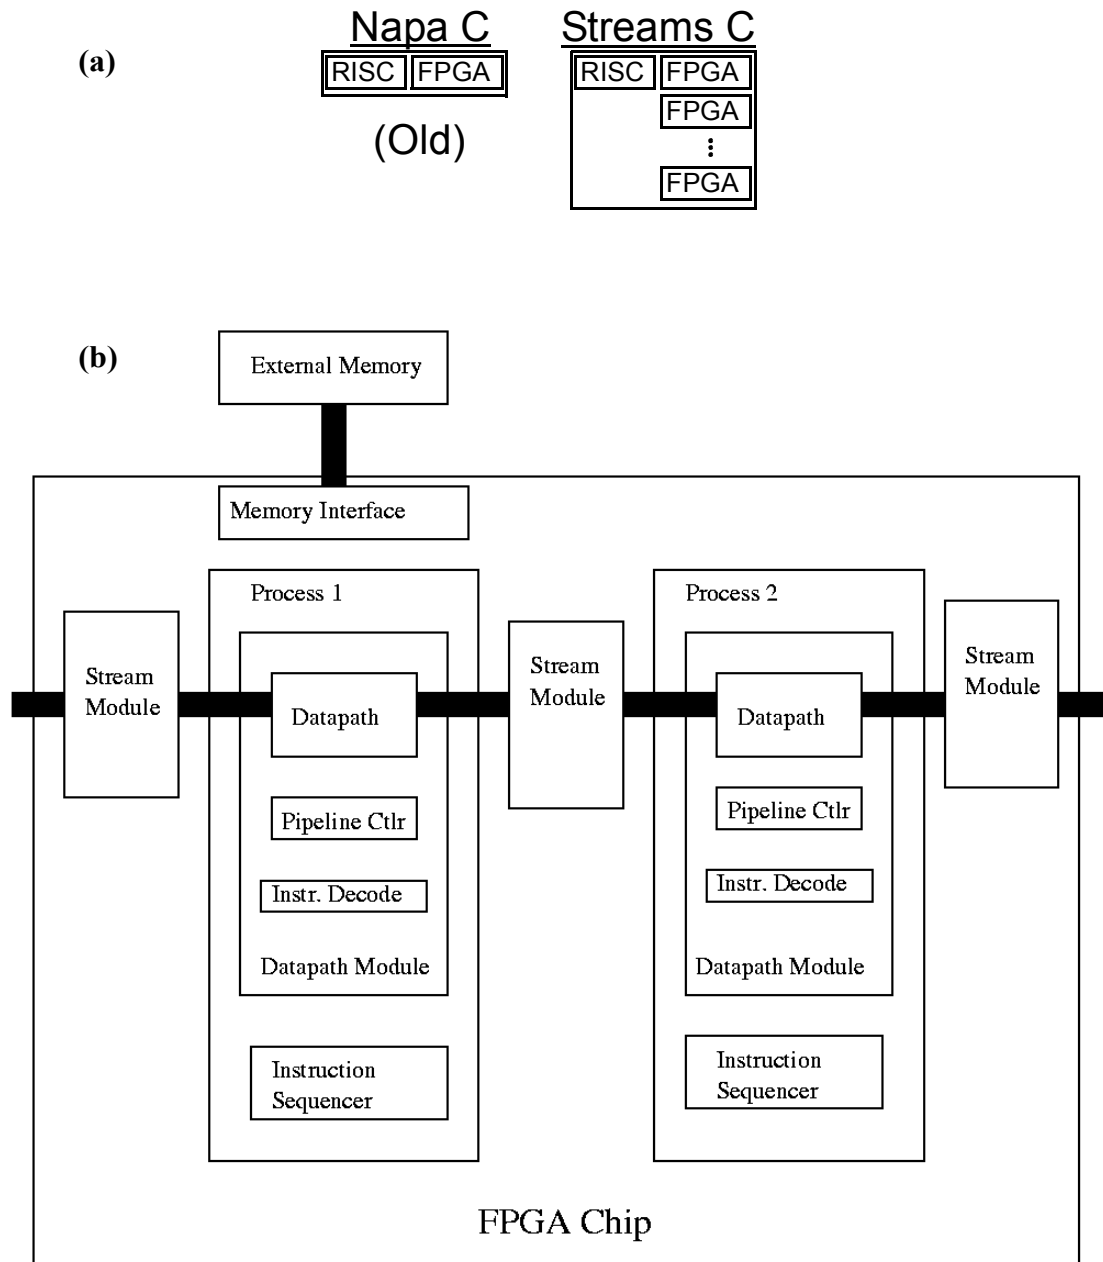 (a)
Napa C
RISC FPGA
(Old)
Streams C
RISC FPGA
FPGA
FPGA
(b)
External Memory
Memory Interface
Stream
Module
Process 1
Datapath
Pipeline Ctlr
Instr. Decode
Datapath Module
Instruction
Sequencer
Stream
Module
Process 2
Datapath
Pipeline Ctlr
Instr. Decode
Datapath Module
Instruction
Sequencer
Stream
Module
FPGA Chip